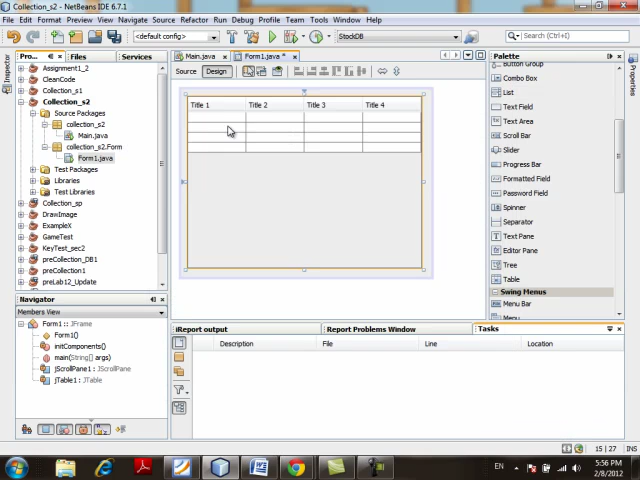 Collection_s2 - NetBeans IDE 6.7.1
File Edit View Navigate Source Refactor Run Debug Profile Team Tools Window Help
<default config> StockDB Search (Ctrl+I)
Inspector
Pro... Files Services
Assignment1_2
CleanCode
Collection_s1
Collection_s2
Source Packages
collection_s2
Main.java
collection_s2.Form
Form1.java
Test Packages
Libraries
Test Libraries
Collection_sp
DrawImage
ExampleX
GameTest
KeyTest_sec2
preCollection_DB1
preCollection1
preLab12_Update
Navigator
Members View
Form1 :: JFrame
Form1()
initComponents()
main(String[] args)
jScrollPane1 : JScrollPane
jTable1 : JTable
Main.java Form1.java *
Source Design
Title 1 Title 2 Title 3 Title 4
Palette
Button Group
Combo Box
List
Text Field
Text Area
Scroll Bar
Slider
Progress Bar
Formatted Field
Password Field
Spinner
Separator
Text Pane
Editor Pane
Tree
Table
Swing Menus
Menu Bar
Menu
Properties
iReport output Report Problems Window Tasks
Description File Line Location
15 | 27 INS
EN 5:56 PM
2/8/2012